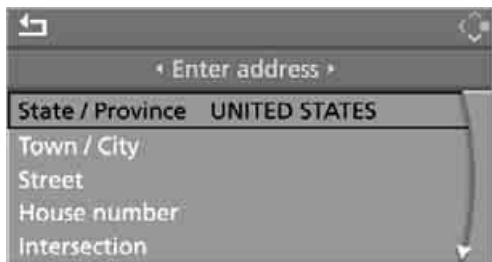 Enter address
State / Province UNITED STATES
Town / City
Street
House number
Intersection